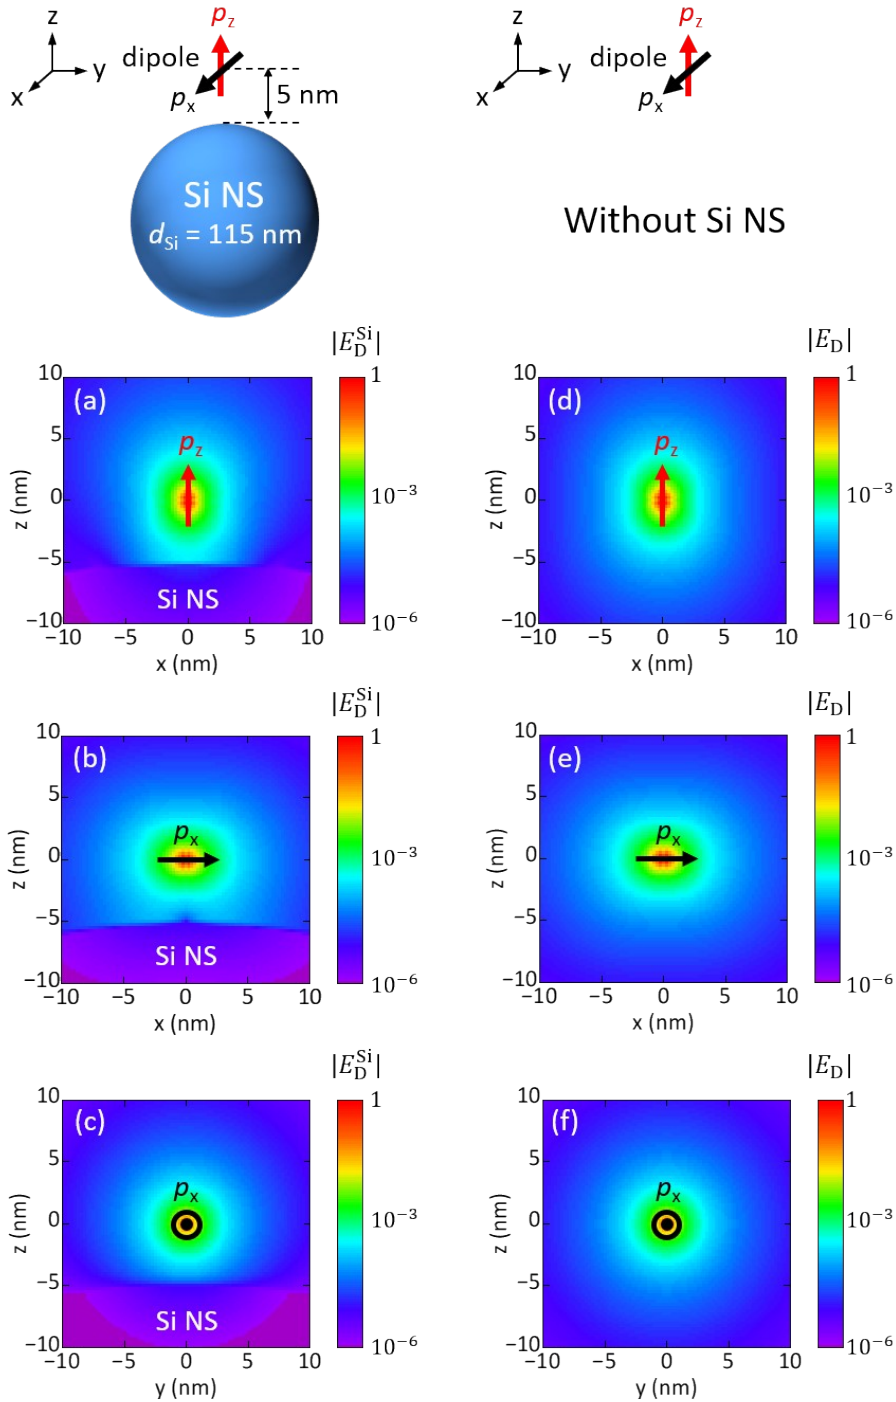 z
y
x
dipole
p_z
p_x
5 nm
Si NS
d_Si = 115 nm
z
y
x
dipole
p_z
p_x
Without Si NS
|E_D^Si|
(a)
p_z
Si NS
10
5
0
−5
−10
z (nm)
−10 −5 0 5 10
x (nm)
1
10⁻³
10⁻⁶
|E_D|
(d)
p_z
10
5
0
−5
−10
z (nm)
−10 −5 0 5 10
x (nm)
1
10⁻³
10⁻⁶
|E_D^Si|
(b)
p_x
Si NS
10
5
0
−5
−10
z (nm)
−10 −5 0 5 10
x (nm)
1
10⁻³
10⁻⁶
|E_D|
(e)
p_x
10
5
0
−5
−10
z (nm)
−10 −5 0 5 10
x (nm)
1
10⁻³
10⁻⁶
|E_D^Si|
(c)
p_x
Si NS
10
5
0
−5
−10
z (nm)
−10 −5 0 5 10
y (nm)
1
10⁻³
10⁻⁶
|E_D|
(f)
p_x
10
5
0
−5
−10
z (nm)
−10 −5 0 5 10
y (nm)
1
10⁻³
10⁻⁶